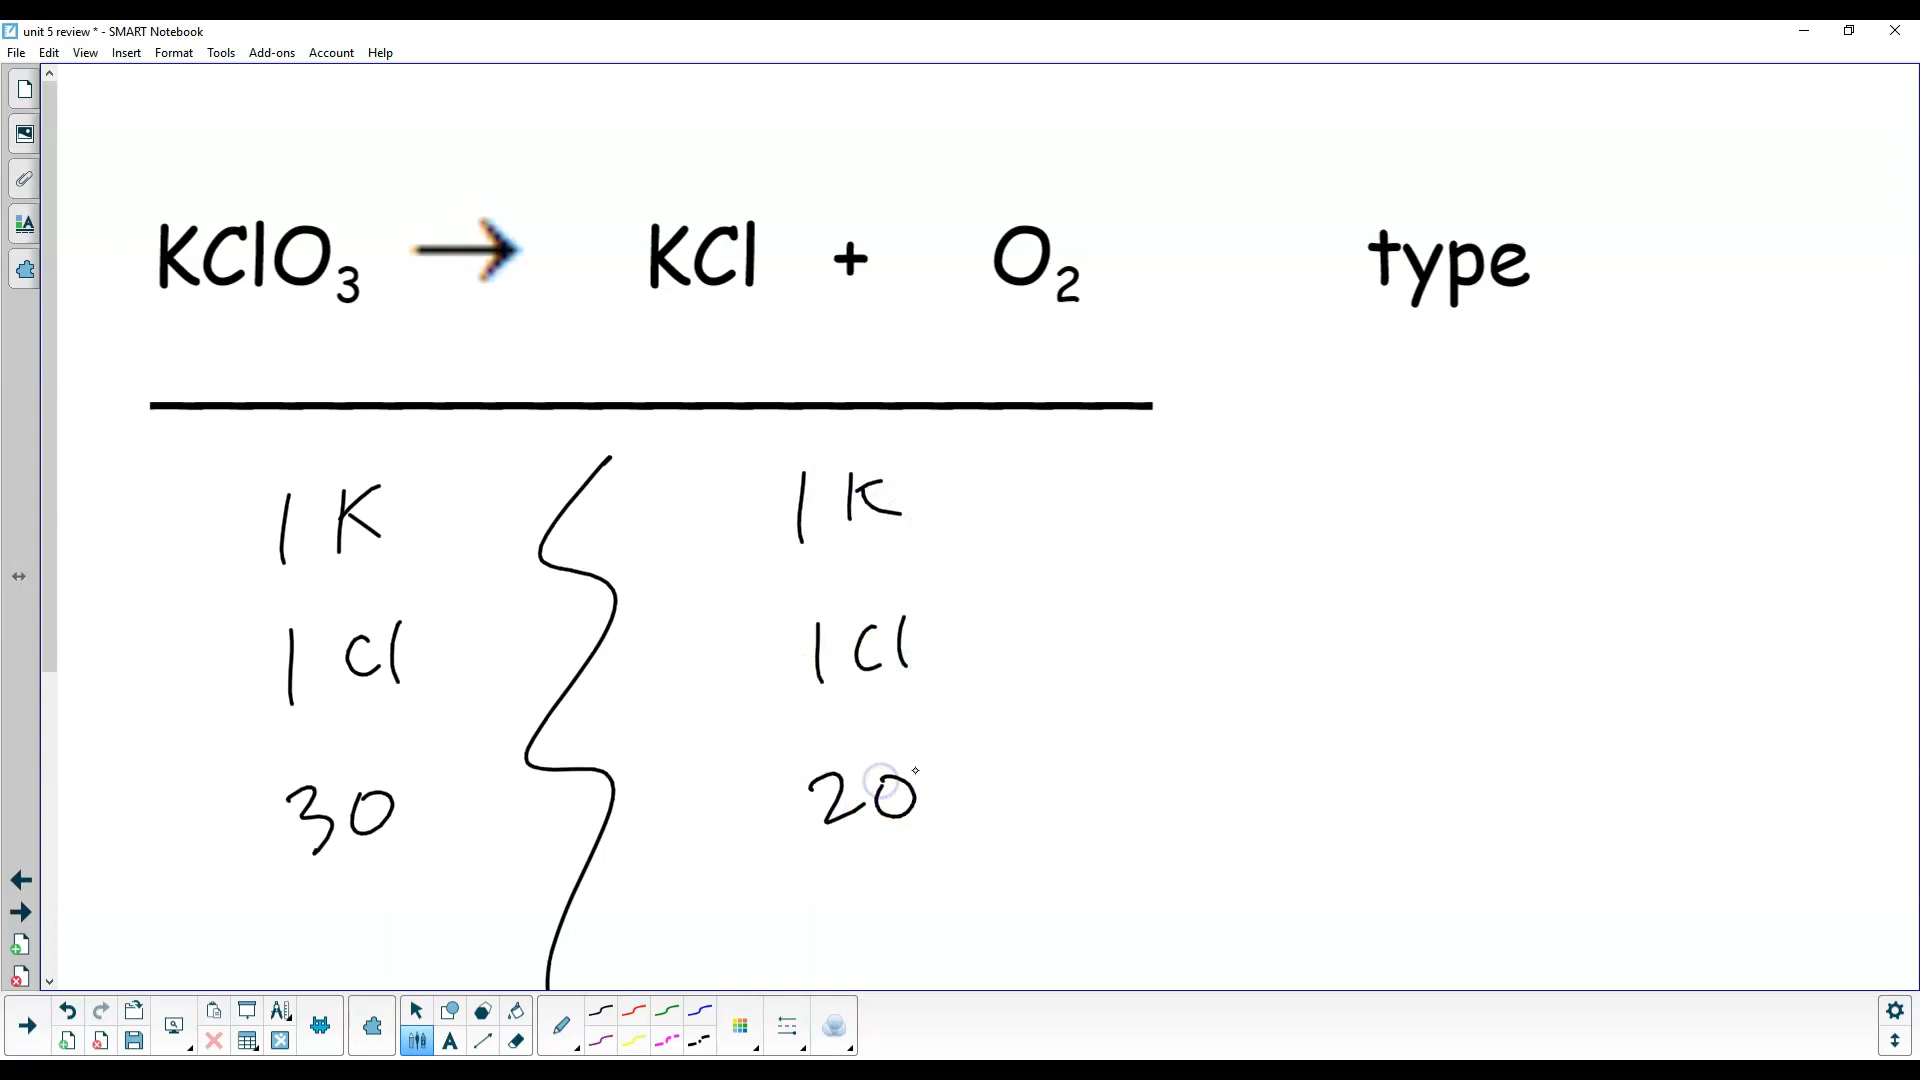 unit 5 review * - SMART Notebook
File Edit View Insert Format Tools Add-ons Account Help
KClO₃ → KCl + O₂ type
1 K 1 K
1 Cl 1 Cl
3 O 2 O